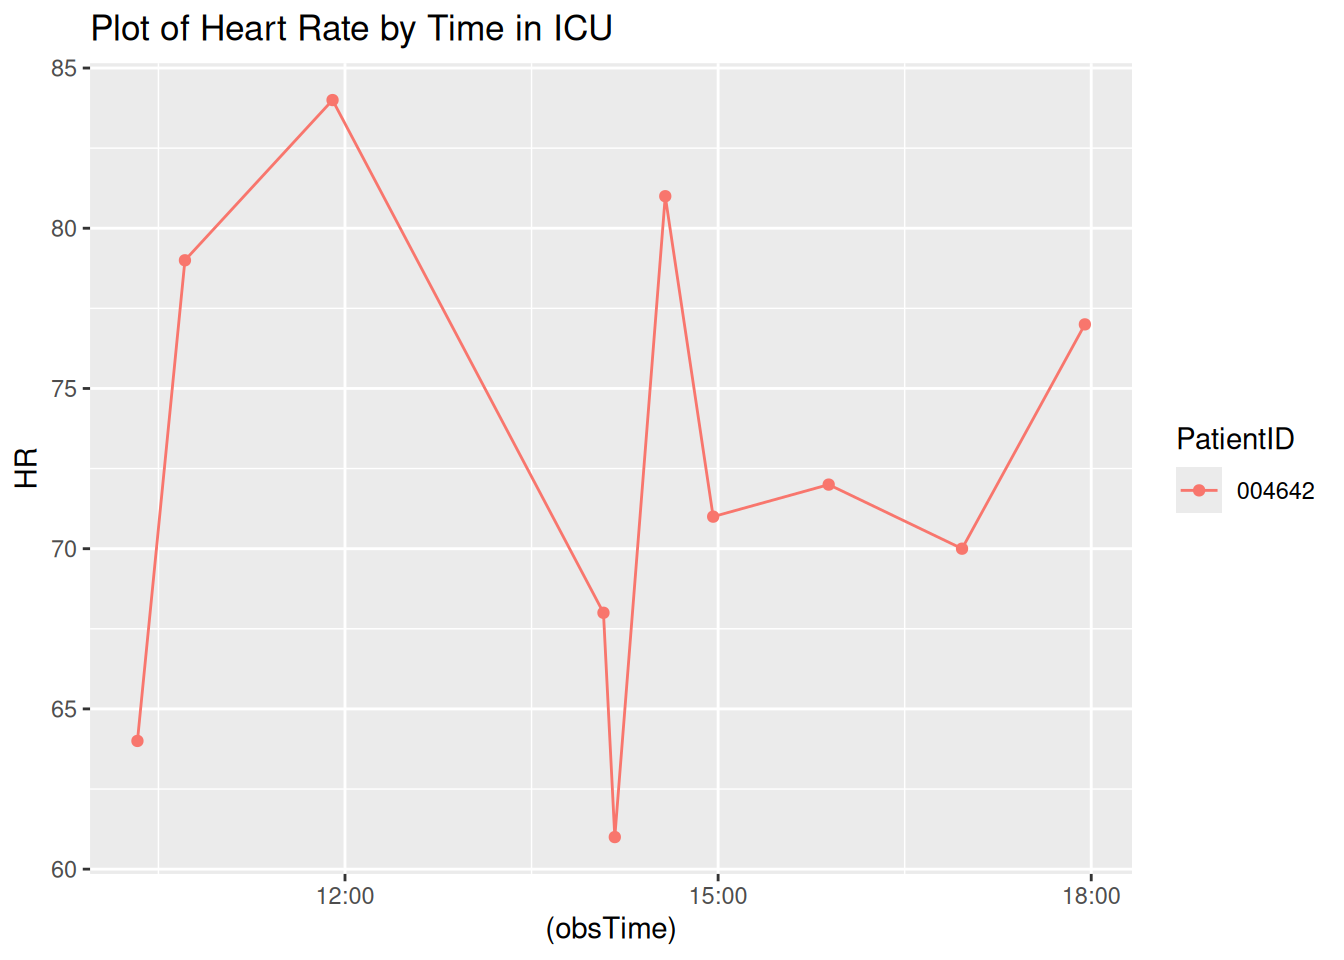 Plot of Heart Rate by Time in ICU
85
80
75
70
65
60
HR
12:00
15:00
18:00
(obsTime)
PatientID
004642